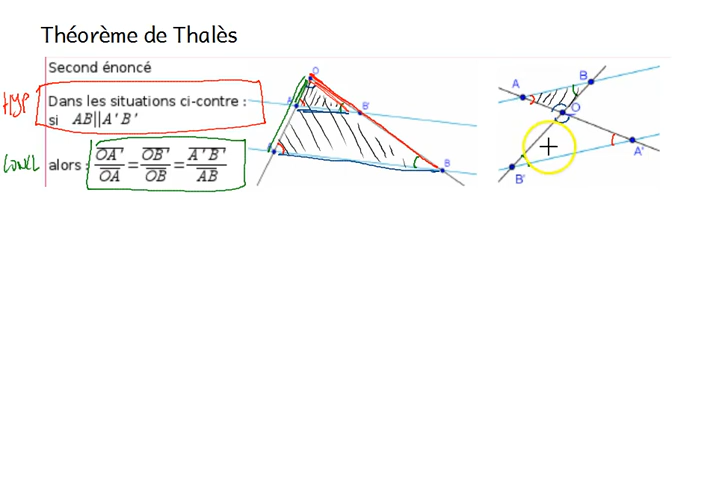 Théorème de Thalès
Second énoncé
HYP
Dans les situations ci-contre :
si AB||A'B'
CONCL
alors : OA'/OA = OB'/OB = A'B'/AB
O
A'
B'
A
B
A
B
O
A'
B'